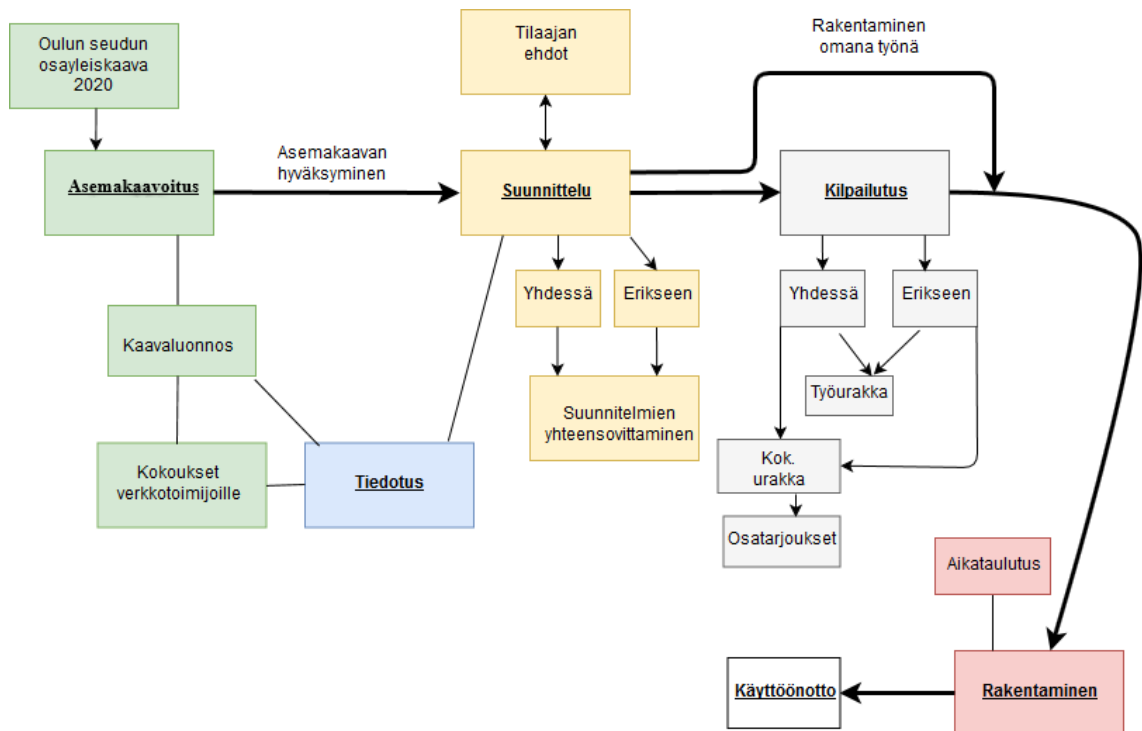 Oulun seudun
osayleiskaava
2020
Tilaajan
ehdot
Rakentaminen
omana työnä
Asemakaavoitus
Asemakaavan
hyväksyminen
Suunnittelu
Kilpailutus
Yhdessä
Erikseen
Yhdessä
Erikseen
Kaavaluonnos
Työurakka
Suunnitelmien
yhteensovittaminen
Kok.
urakka
Kokoukset
verkkotoimijoille
Tiedotus
Osatarjoukset
Aikataulutus
Käyttöönotto
Rakentaminen